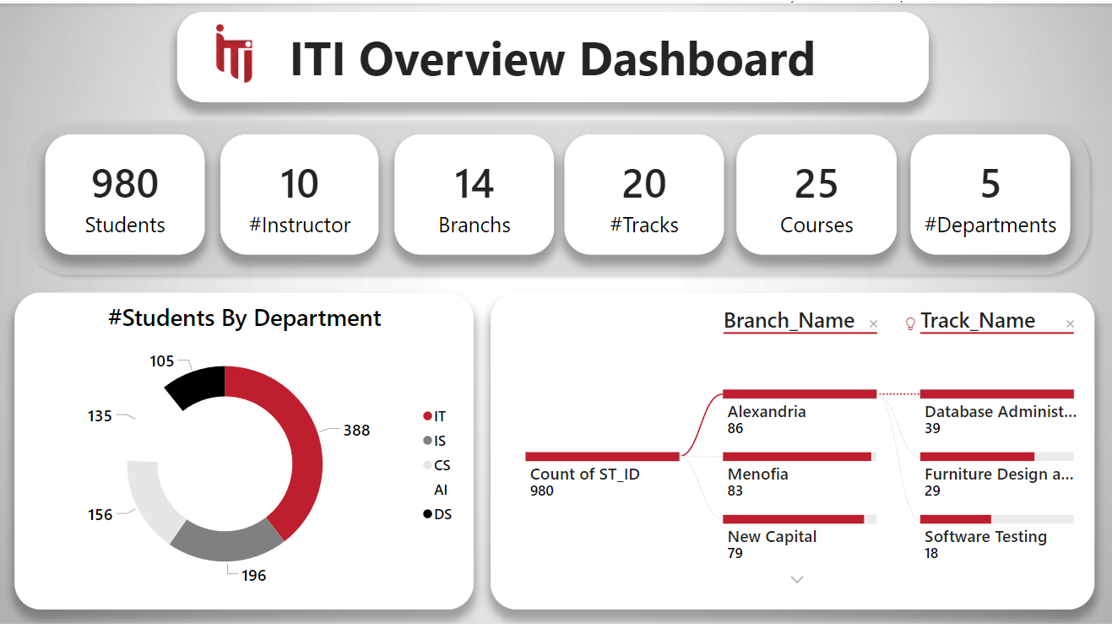 iTi
ITI Overview Dashboard
980
Students
10
#Instructor
14
Branchs
20
#Tracks
25
Courses
5
#Departments
#Students By Department
105
135
388
156
196
IT
IS
CS
AI
DS
Branch_Name
Track_Name
Count of ST_ID
980
Alexandria
86
Menofia
83
New Capital
79
Database Administ...
39
Furniture Design a...
29
Software Testing
18